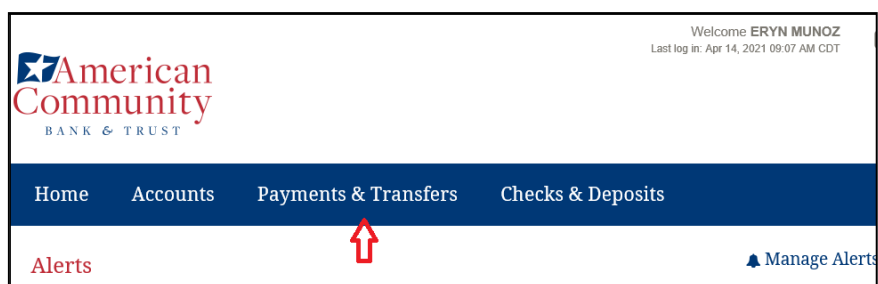 Welcome ERYN MUNOZ
Last log in: Apr 14, 2021 09:07 AM CDT
American
Community
BANK & TRUST
Home Accounts Payments & Transfers Checks & Deposits
Alerts Manage Alerts